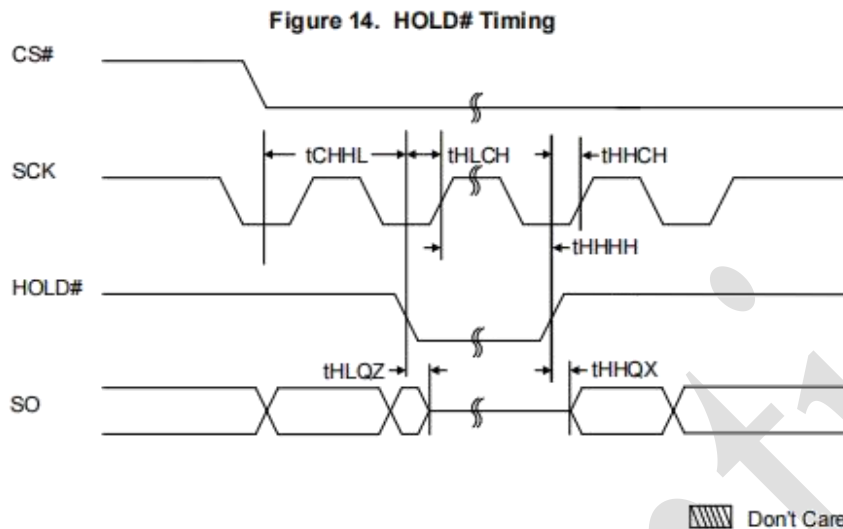 Figure 14. HOLD# Timing
CS#
tCHHL
tHLCH
tHHCH
SCK
tHHHH
HOLD#
tHLQZ
tHHQX
SO
Don't Care